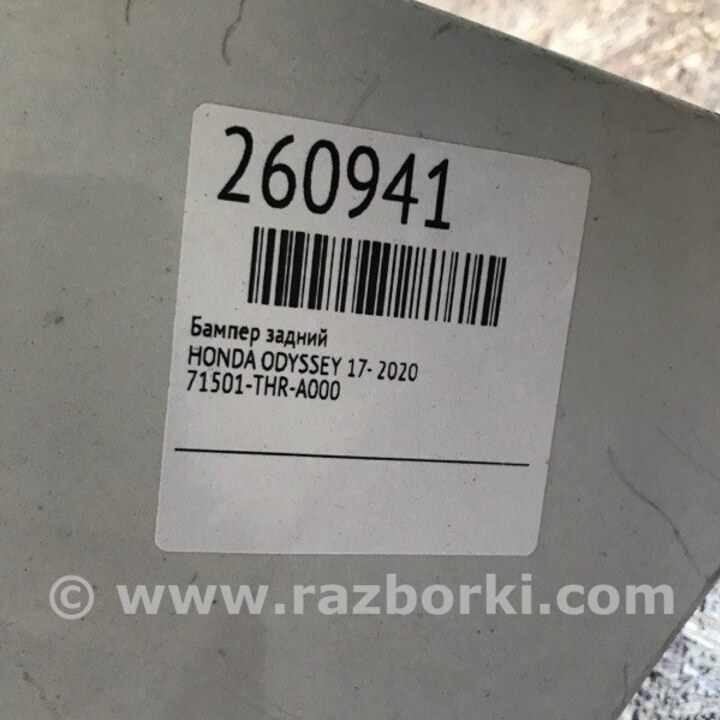 260941
Бампер задний
HONDA ODYSSEY 17- 2020
71501-THR-A000
© www.razborki.com